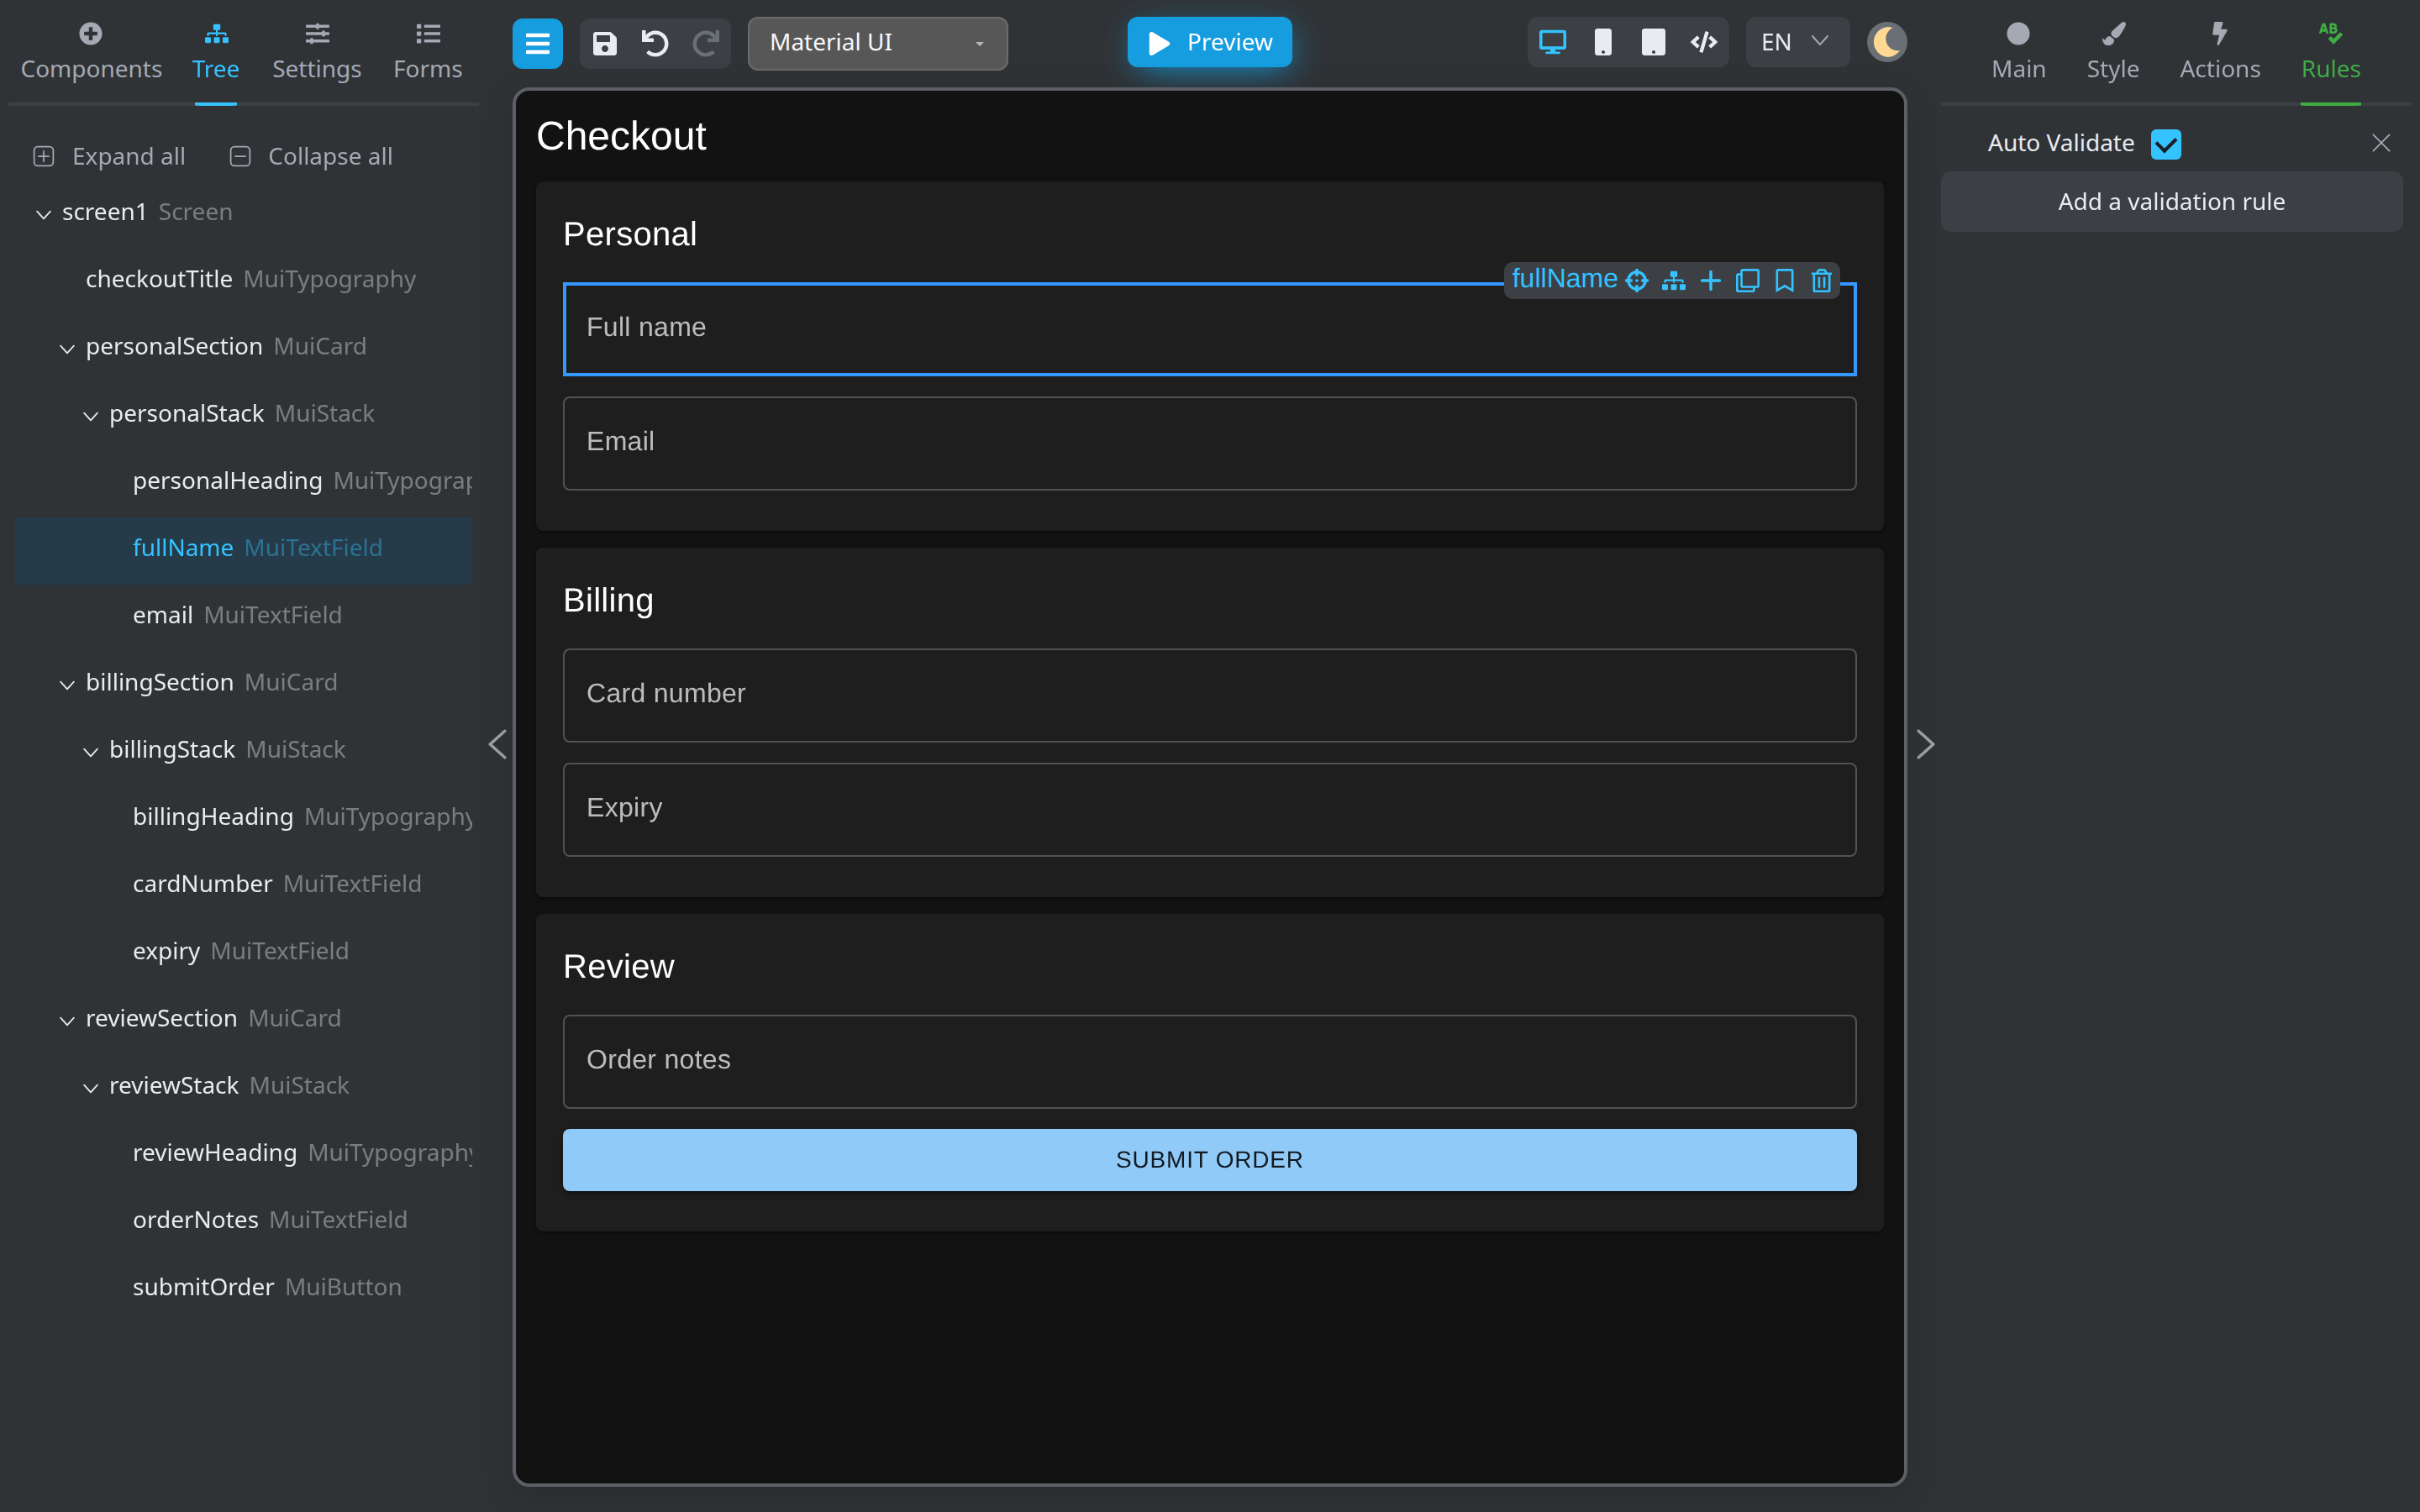 Components Tree Settings Forms
Material UI
Preview
EN
Main Style Actions AB Rules
Expand all Collapse all
screen1 Screen
checkoutTitle MuiTypography
personalSection MuiCard
personalStack MuiStack
personalHeading MuiTypograp
fullName MuiTextField
email MuiTextField
billingSection MuiCard
billingStack MuiStack
billingHeading MuiTypography
cardNumber MuiTextField
expiry MuiTextField
reviewSection MuiCard
reviewStack MuiStack
reviewHeading MuiTypography
orderNotes MuiTextField
submitOrder MuiButton
Checkout
Personal
fullName
Full name
Email
Billing
Card number
Expiry
Review
Order notes
SUBMIT ORDER
Auto Validate
Add a validation rule